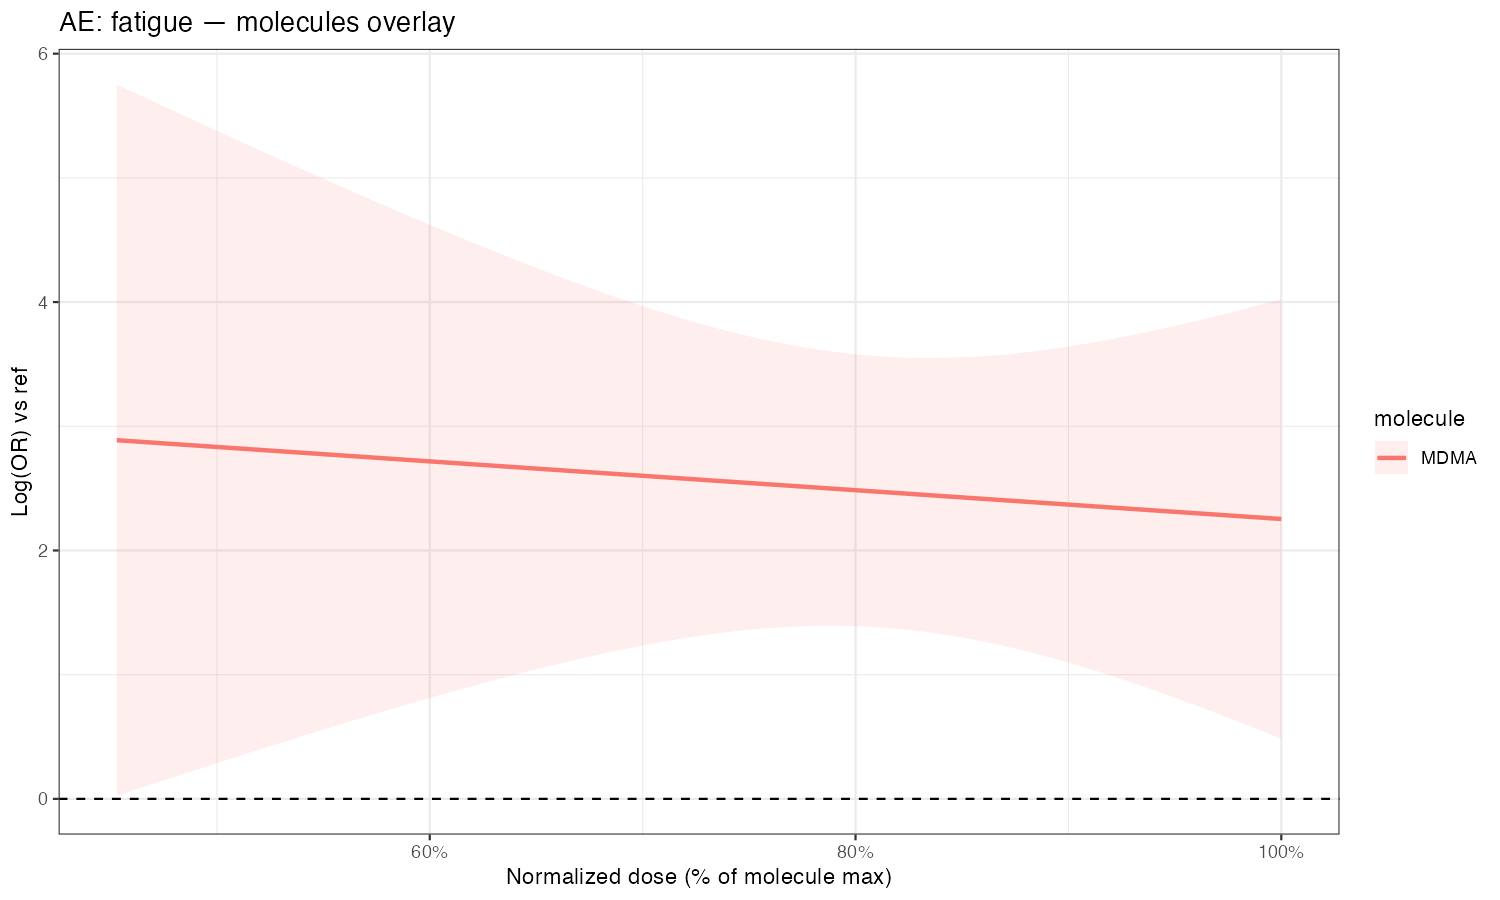 AE: fatigue — molecules overlay
6
4
2
0
Log(OR) vs ref
60%
80%
100%
Normalized dose (% of molecule max)
molecule
MDMA